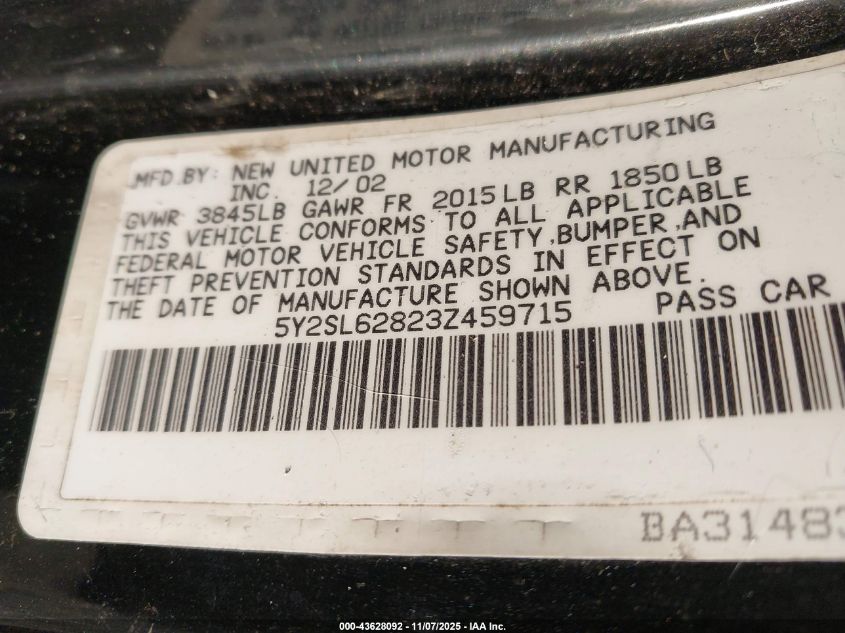 MFD.BY: NEW UNITED MOTOR MANUFACTURING
INC. 12/02
GVWR 3845LB GAWR FR 2015LB RR 1850LB
THIS VEHICLE CONFORMS TO ALL APPLICABLE
FEDERAL MOTOR VEHICLE SAFETY,BUMPER,AND
THEFT PREVENTION STANDARDS IN EFFECT ON
THE DATE OF MANUFACTURE SHOWN ABOVE.
5Y2SL62823Z459715 PASS CAR
BA3148
000-43628092 — 11/07/2025 - IAA Inc.